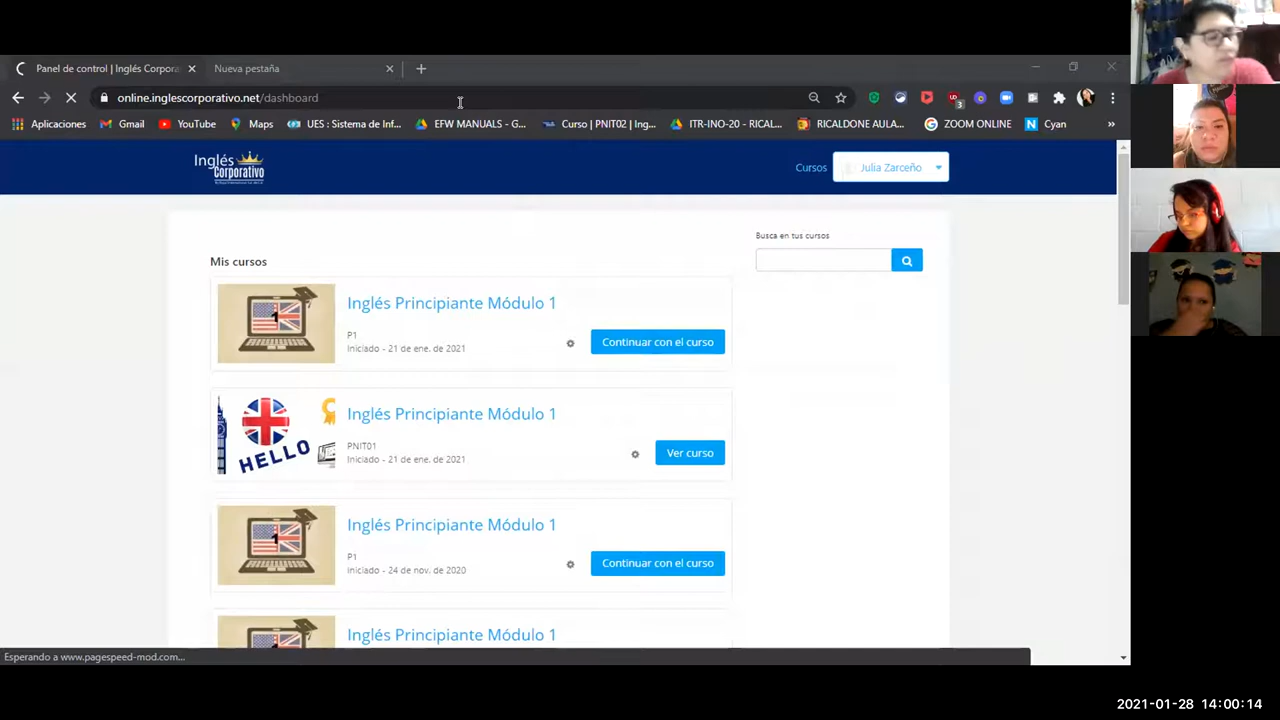 Panel de control | Inglés Corpora
Nueva pestaña
online.inglescorporativo.net/dashboard
Aplicaciones
Gmail
YouTube
Maps
UES : Sistema de Inf...
EFW MANUALS - G...
Curso | PNIT02 | Ing...
ITR-INO-20 - RICAL...
RICALDONE AULA...
ZOOM ONLINE
Cyan
»
Inglés
Corporativo
Cursos
Julia Zarceño
Busca en tus cursos
Mis cursos
Inglés Principiante Módulo 1
P1
Iniciado - 21 de ene. de 2021
Continuar con el curso
HELLO
Inglés Principiante Módulo 1
PNIT01
Iniciado - 21 de ene. de 2021
Ver curso
Inglés Principiante Módulo 1
P1
Iniciado - 24 de nov. de 2020
Continuar con el curso
Inglés Principiante Módulo 1
Esperando a www.pagespeed-mod.com...
2021-01-28 14:00:14